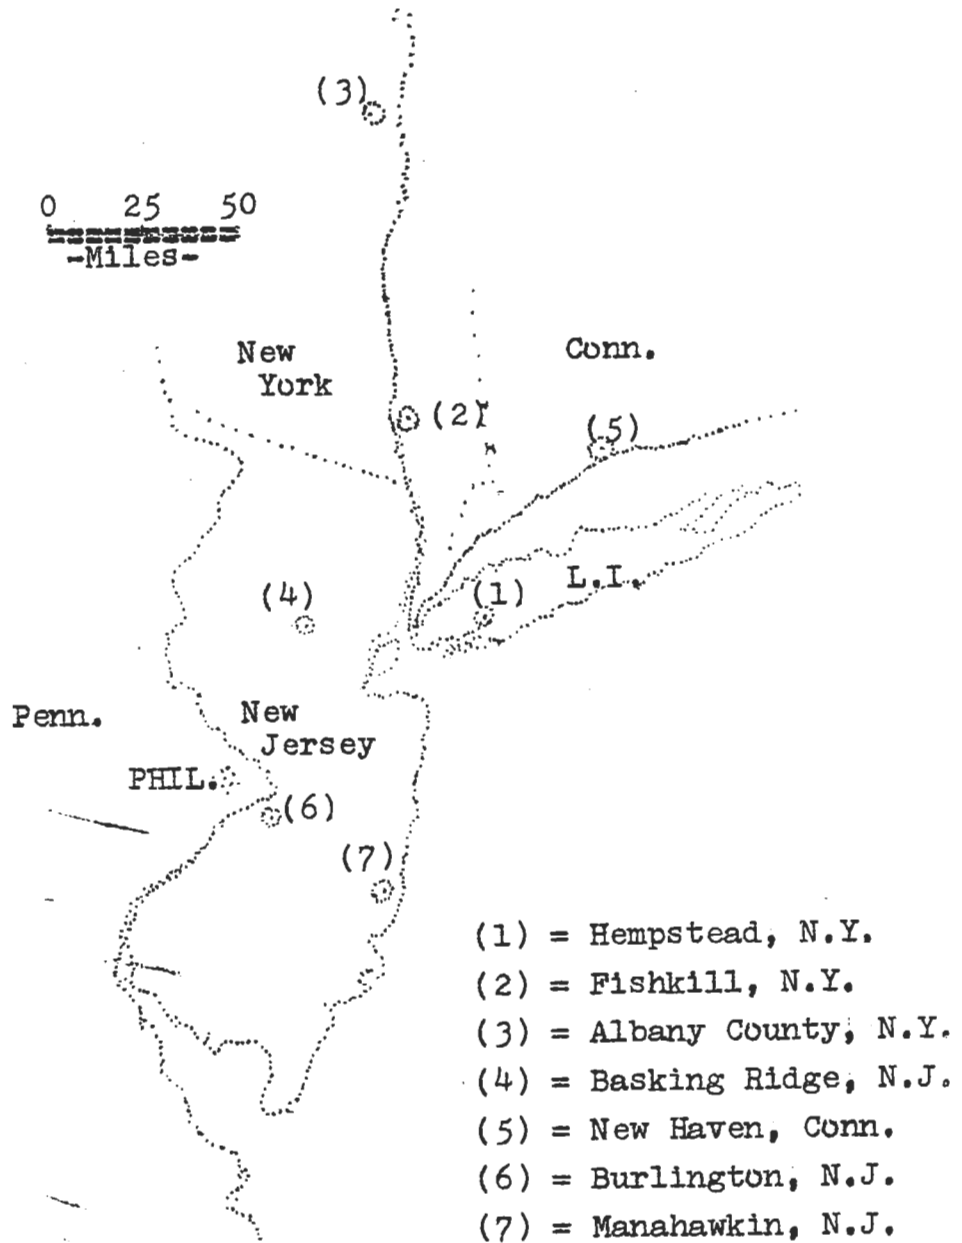 (3)
0 25 50
-Miles-
New
York
Conn.
(2)
(5)
(4)
(1)
L.I.
Penn.
New
Jersey
PHIL.
(6)
(7)
(1) = Hempstead, N.Y.
(2) = Fishkill, N.Y.
(3) = Albany County, N.Y.
(4) = Basking Ridge, N.J.
(5) = New Haven, Conn.
(6) = Burlington, N.J.
(7) = Manahawkin, N.J.